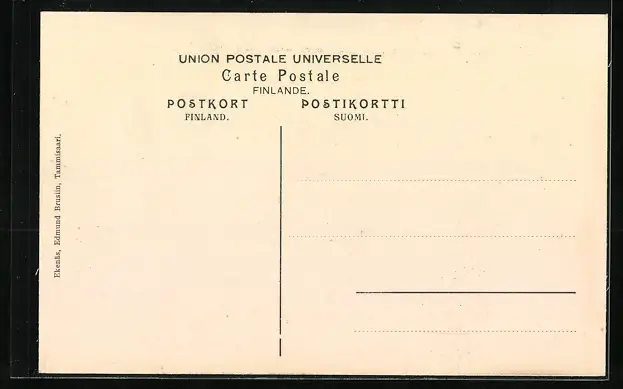 UNION POSTALE UNIVERSELLE
Carte Postale
FINLANDE.
POSTKORT POSTIKORTTI
FINLAND. SUOMI.
Ekenäs, Edmund Brusiin, Tammisaari.